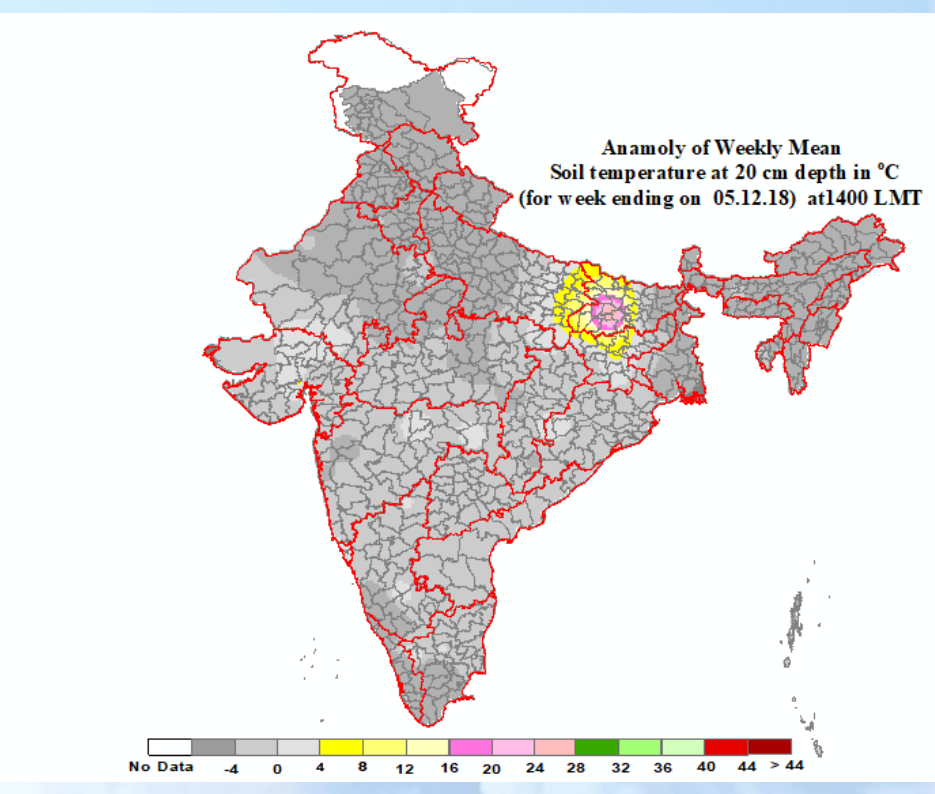 Anamoly of Weekly Mean
Soil temperature at 20 cm depth in °C
(for week ending on 05.12.18) at1400 LMT
No Data -4 0 4 8 12 16 20 24 28 32 36 40 44 > 44